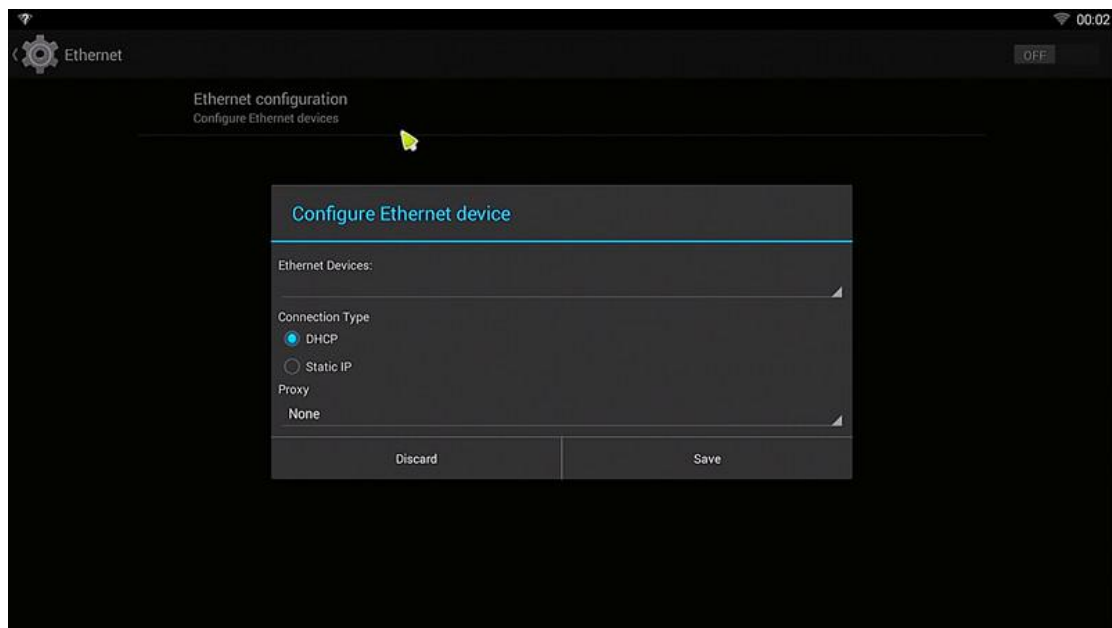 00:02
Ethernet
OFF
Ethernet configuration
Configure Ethernet devices
Configure Ethernet device
Ethernet Devices:
Connection Type
DHCP
Static IP
Proxy
None
Discard Save